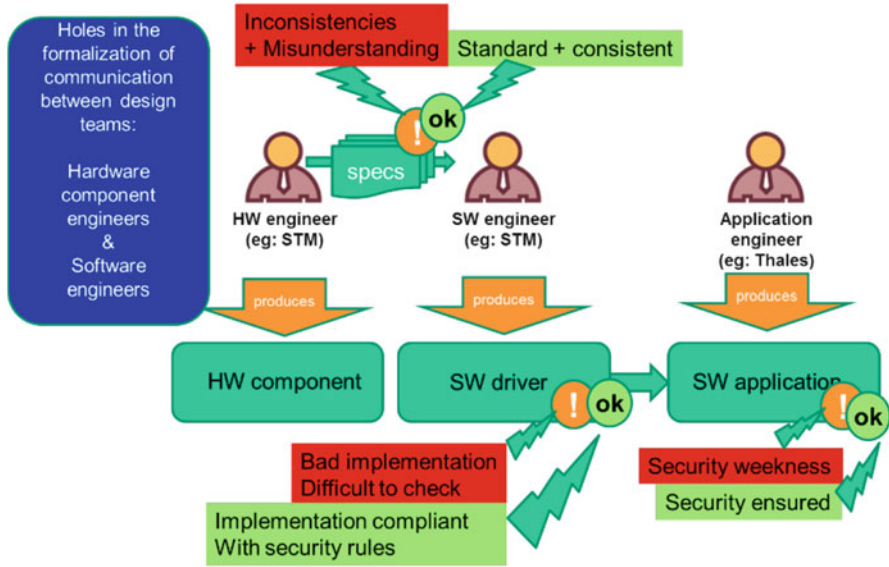 Holes in the
formalization of
communication
between design
teams:
Hardware
component
engineers
&
Software
engineers
Inconsistencies
+ Misunderstanding
Standard + consistent
!
ok
specs
HW engineer
(eg: STM)
SW engineer
(eg: STM)
Application
engineer
(eg: Thales)
produces
produces
produces
HW component
SW driver
SW application
!
ok
!
ok
Bad implementation
Difficult to check
Implementation compliant
With security rules
Security weekness
Security ensured